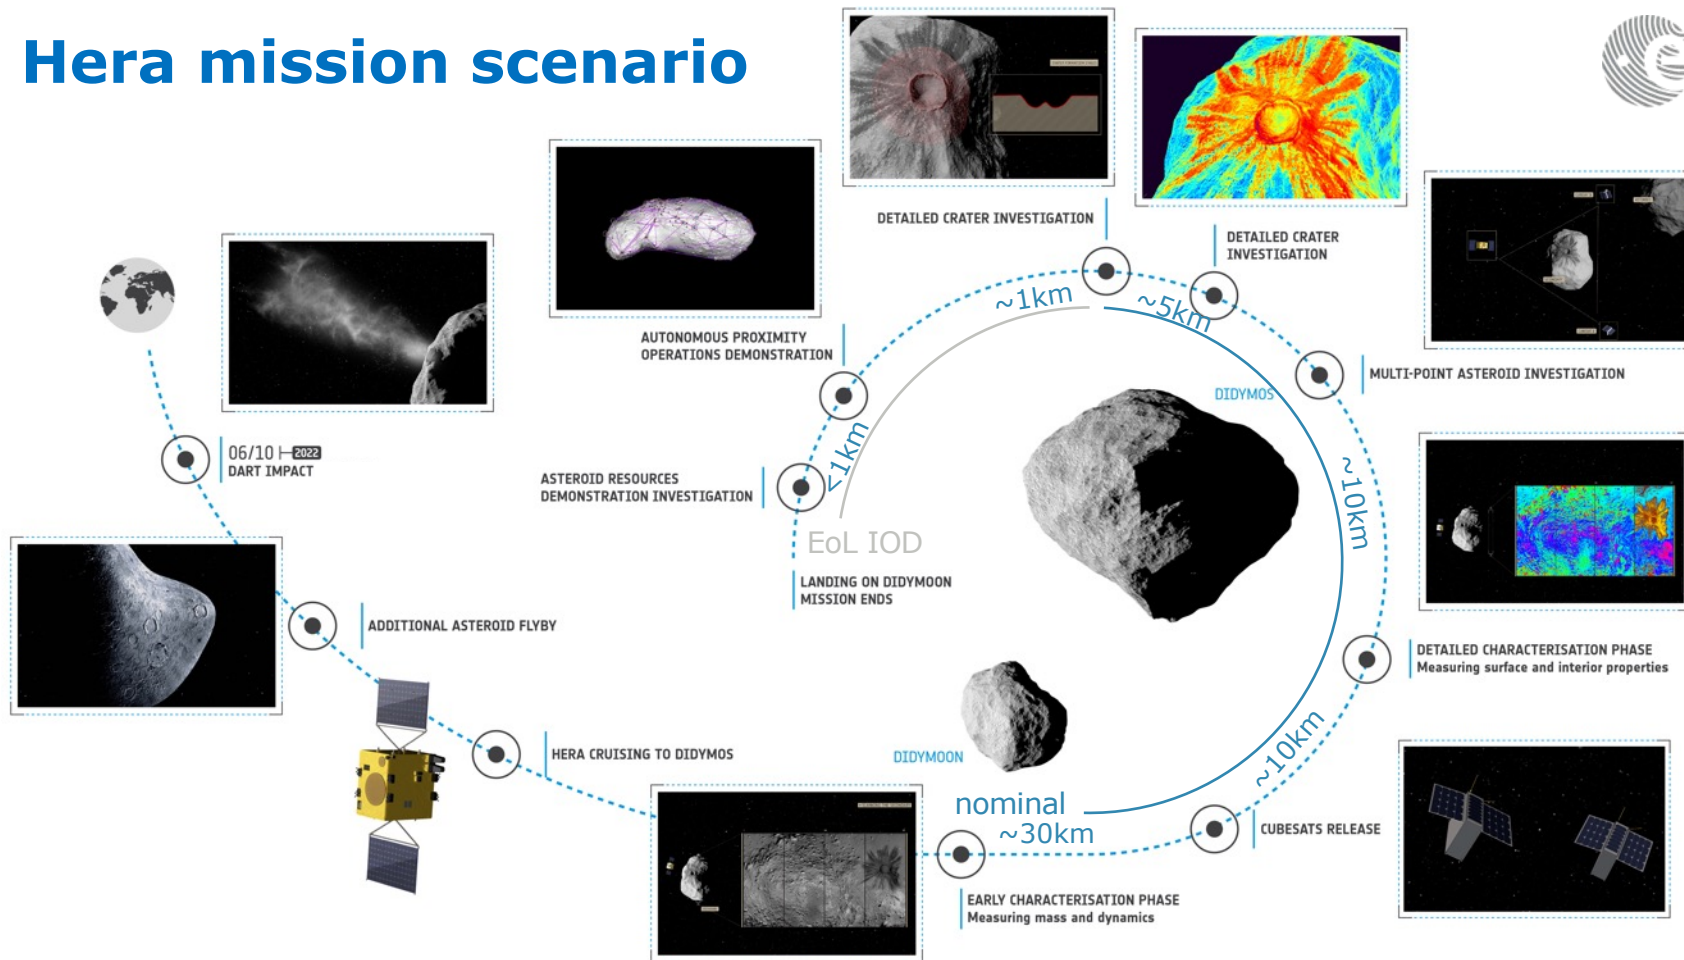 Hera mission scenario
06/10 2022
DART IMPACT
ADDITIONAL ASTEROID FLYBY
HERA CRUISING TO DIDYMOS
EARLY CHARACTERISATION PHASE
Measuring mass and dynamics
nominal
~30km
CUBESATS RELEASE
~10km
DETAILED CHARACTERISATION PHASE
Measuring surface and interior properties
~10km
MULTI-POINT ASTEROID INVESTIGATION
DETAILED CRATER
INVESTIGATION
~5km
DETAILED CRATER INVESTIGATION
~1km
AUTONOMOUS PROXIMITY
OPERATIONS DEMONSTRATION
<1km
ASTEROID RESOURCES
DEMONSTRATION INVESTIGATION
EoL IOD
LANDING ON DIDYMOON
MISSION ENDS
DIDYMOS
DIDYMOON